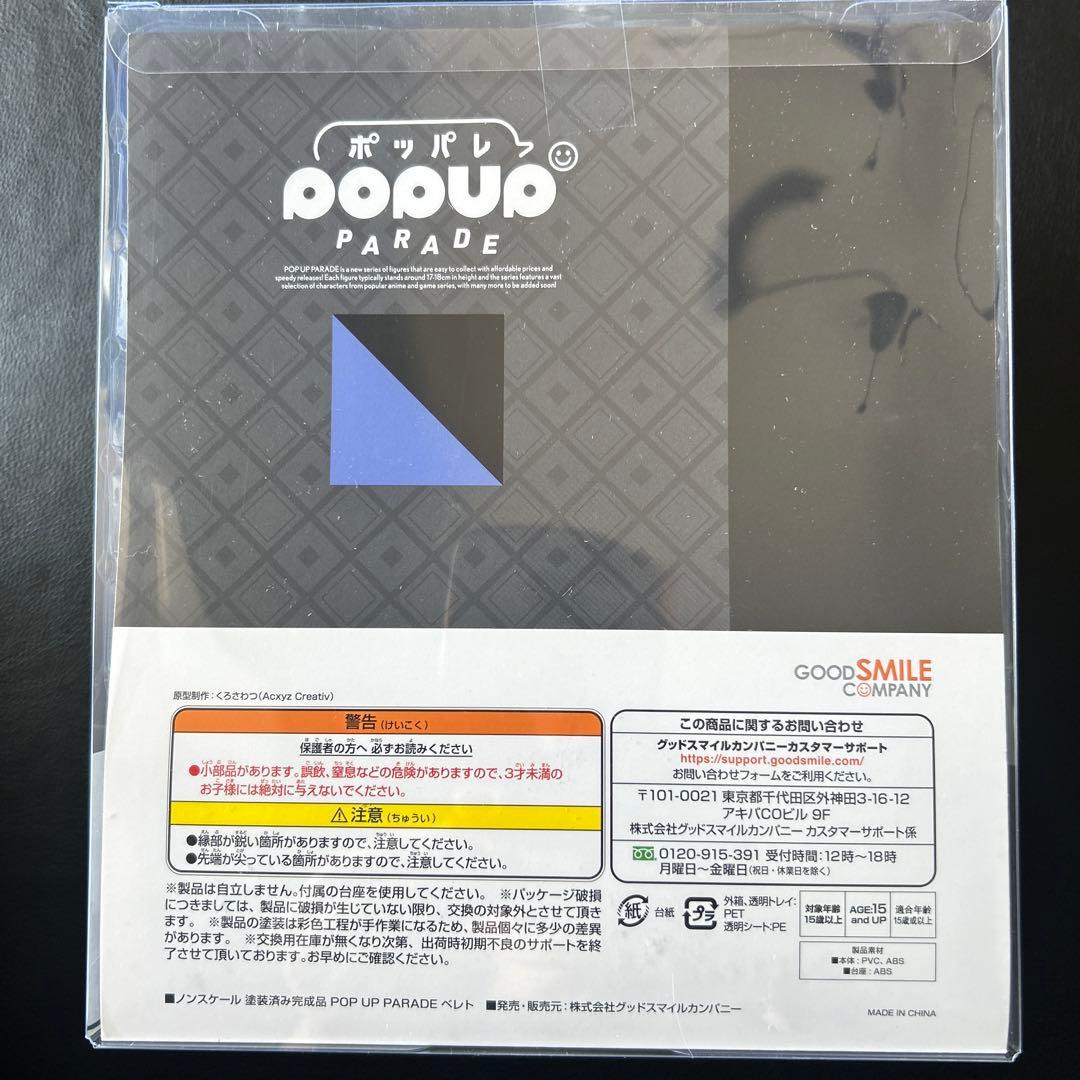 ポッパレ
POPUP
PARADE
POP UP PARADE is a new series of figures that are easy to collect with affordable prices and
speedy releases! Each figure typically stands around 17-18cm in height and the series features a vast
selection of characters from popular anime and game series, with many more to be added soon!
GOOD SMILE
COMPANY
原型制作:くろさわつ(Acxyz Creativ)
警告(けいこく)
保護者の方へ 必ずお読みください
●小部品があります。誤飲、窒息などの危険がありますので、3才未満の
お子様には絶対に与えないでください。
⚠注意(ちゅうい)
●縁部が鋭い箇所がありますので、注意してください。
●先端が尖っている箇所がありますので、注意してください。
この商品に関するお問い合わせ
グッドスマイルカンパニーカスタマーサポート
https://support.goodsmile.com/
お問い合わせフォームをご利用ください。
〒101-0021 東京都千代田区外神田3-16-12
アキバCOビル 9F
株式会社グッドスマイルカンパニー カスタマーサポート係
0120-915-391 受付時間:12時〜18時
月曜日〜金曜日(祝日・休業日を除く)
※製品は自立しません。付属の台座を使用してください。 ※パッケージ破損
につきましては、製品に破損が生じていない限り、交換の対象外とさせて頂き
ます。 ※製品の塗装は彩色工程が手作業になるため、製品個々に多少の差異
があります。 ※交換用在庫が無くなり次第、出荷時初期不良のサポートを終
了させて頂いております。お早めにご確認ください。
紙 台紙
プラ 外箱、透明トレイ:
PET
透明シート:PE
対象年齢
15歳以上
AGE:15
and UP
適合年齢
15歳或以上
製品素材
■本体:PVC、ABS
■台座:ABS
■ノンスケール 塗装済み完成品 POP UP PARADE ベレト ■発売・販売元:株式会社グッドスマイルカンパニー
MADE IN CHINA